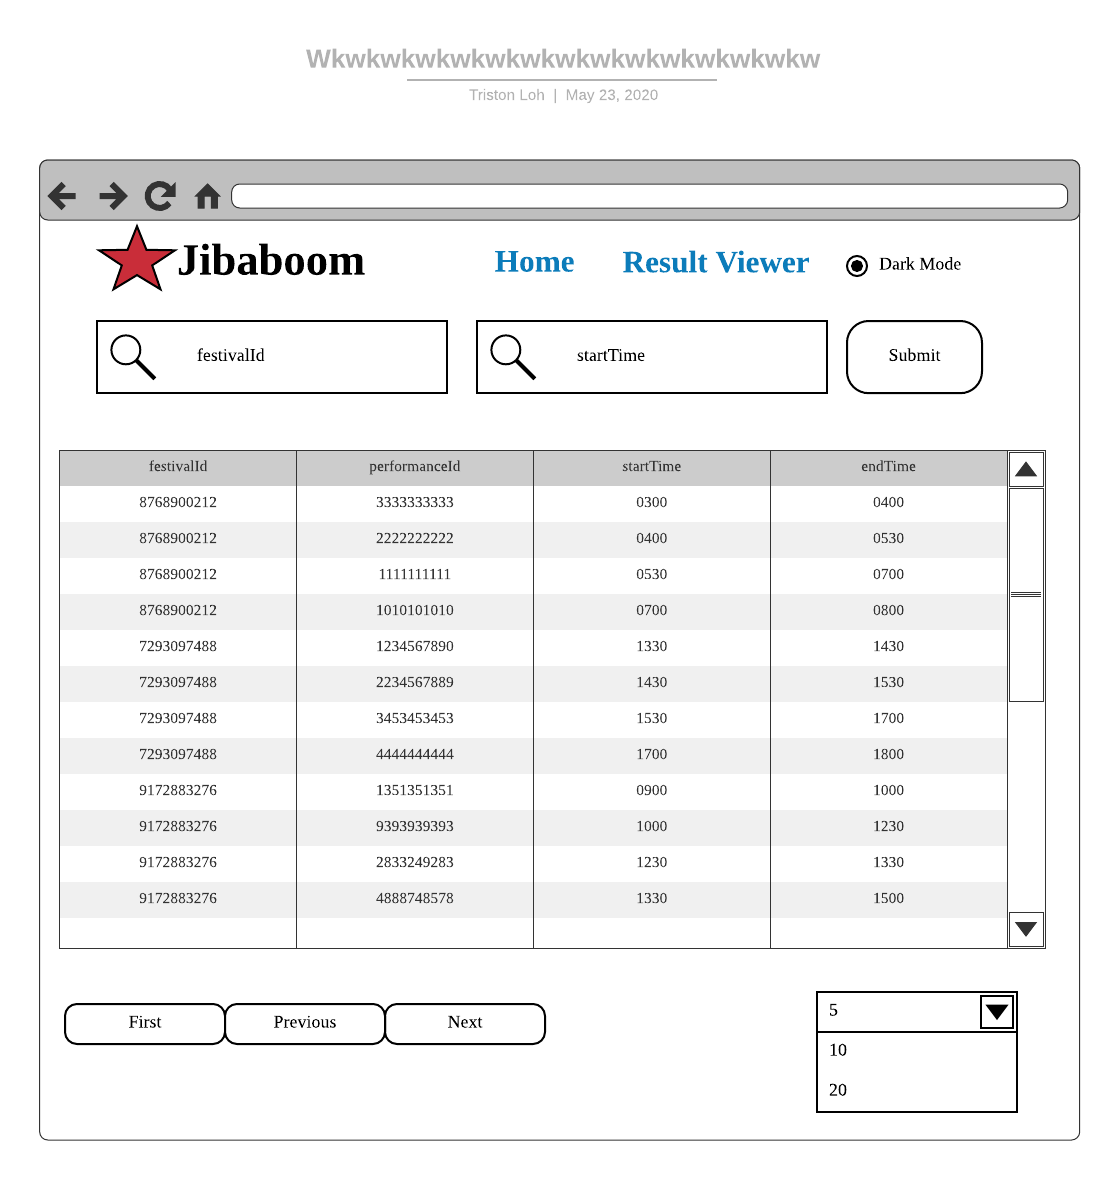 Wkwkwkwkwkwkwkwkwkwkwkwkwkwkw
Triston Loh | May 23, 2020
Jibaboom Home Result Viewer Dark Mode
festivalId startTime Submit
festivalId performanceId startTime endTime
8768900212 3333333333 0300 0400
8768900212 2222222222 0400 0530
8768900212 1111111111 0530 0700
8768900212 1010101010 0700 0800
7293097488 1234567890 1330 1430
7293097488 2234567889 1430 1530
7293097488 3453453453 1530 1700
7293097488 4444444444 1700 1800
9172883276 1351351351 0900 1000
9172883276 9393939393 1000 1230
9172883276 2833249283 1230 1330
9172883276 4888748578 1330 1500
First Previous Next 5
10
20